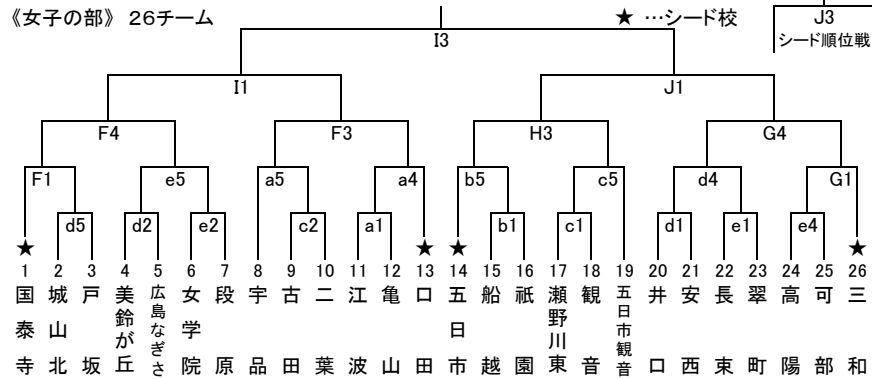 《女子の部》 26チーム
★ …シード校
J3
シード順位戦
I3
I1
J1
F4
F3
H3
G4
F1
e5
a5
a4
b5
c5
d4
G1
d5
d2
e2
c2
a1
b1
c1
d1
e1
e4
★ ★ ★ ★
1 2 3 4 5 6 7 8 9 10 11 12 13 14 15 16 17 18 19 20 21 22 23 24 25 26
国泰寺
城山北
戸坂
美鈴が丘
広島なぎさ
女学院
段原
宇品
古田
二葉
江波
亀山
口田
五日市
船越
祇園
瀬野川東
観音
五日市観音
井口
安西
長束
翠町
高陽
可部
三和